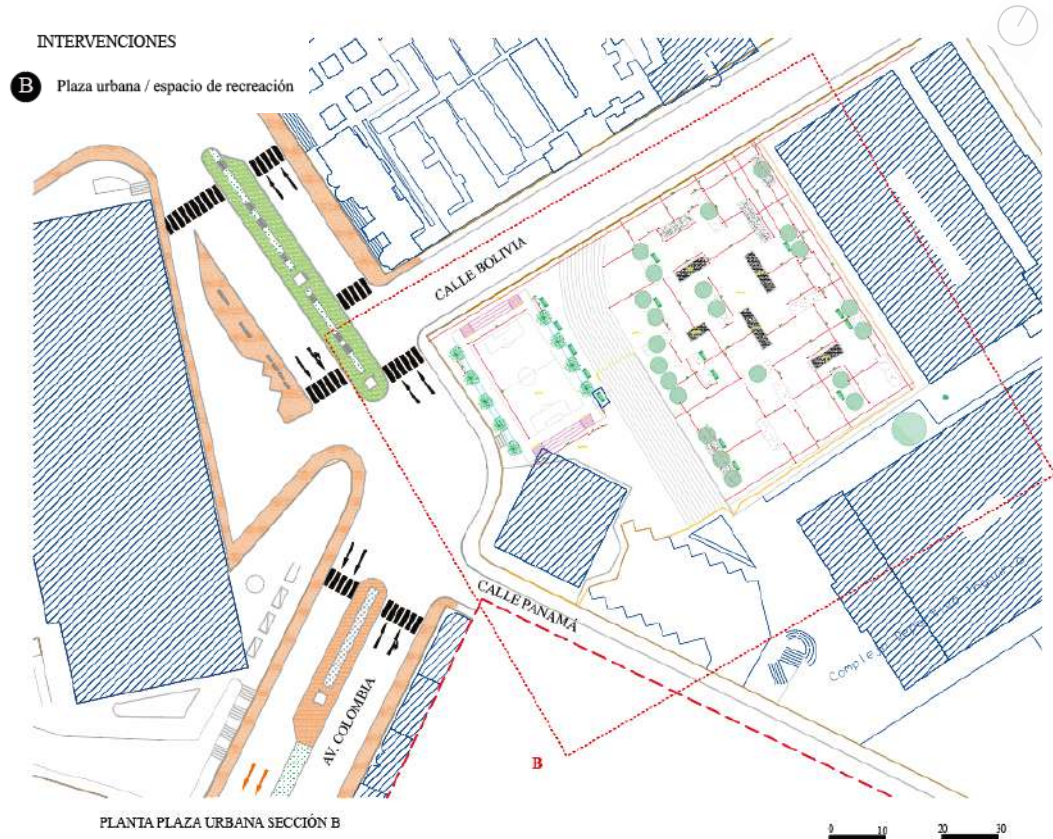 INTERVENCIONES
B Plaza urbana / espacio de recreación
CALLE BOLIVIA
CALLE PANAMÁ
AV. COLOMBIA
B
PLANTA PLAZA URBANA SECCIÓN B
0 10 20 30